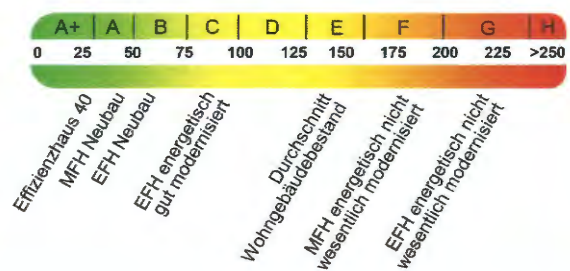 A+ A B C D E F G H
0 25 50 75 100 125 150 175 200 225 >250
Effizienzhaus 40
MFH Neubau
EFH Neubau
EFH energetisch
gut modernisiert
Durchschnitt
Wohngebäudebestand
MFH energetisch nicht
wesentlich modernisiert
EFH energetisch nicht
wesentlich modernisiert